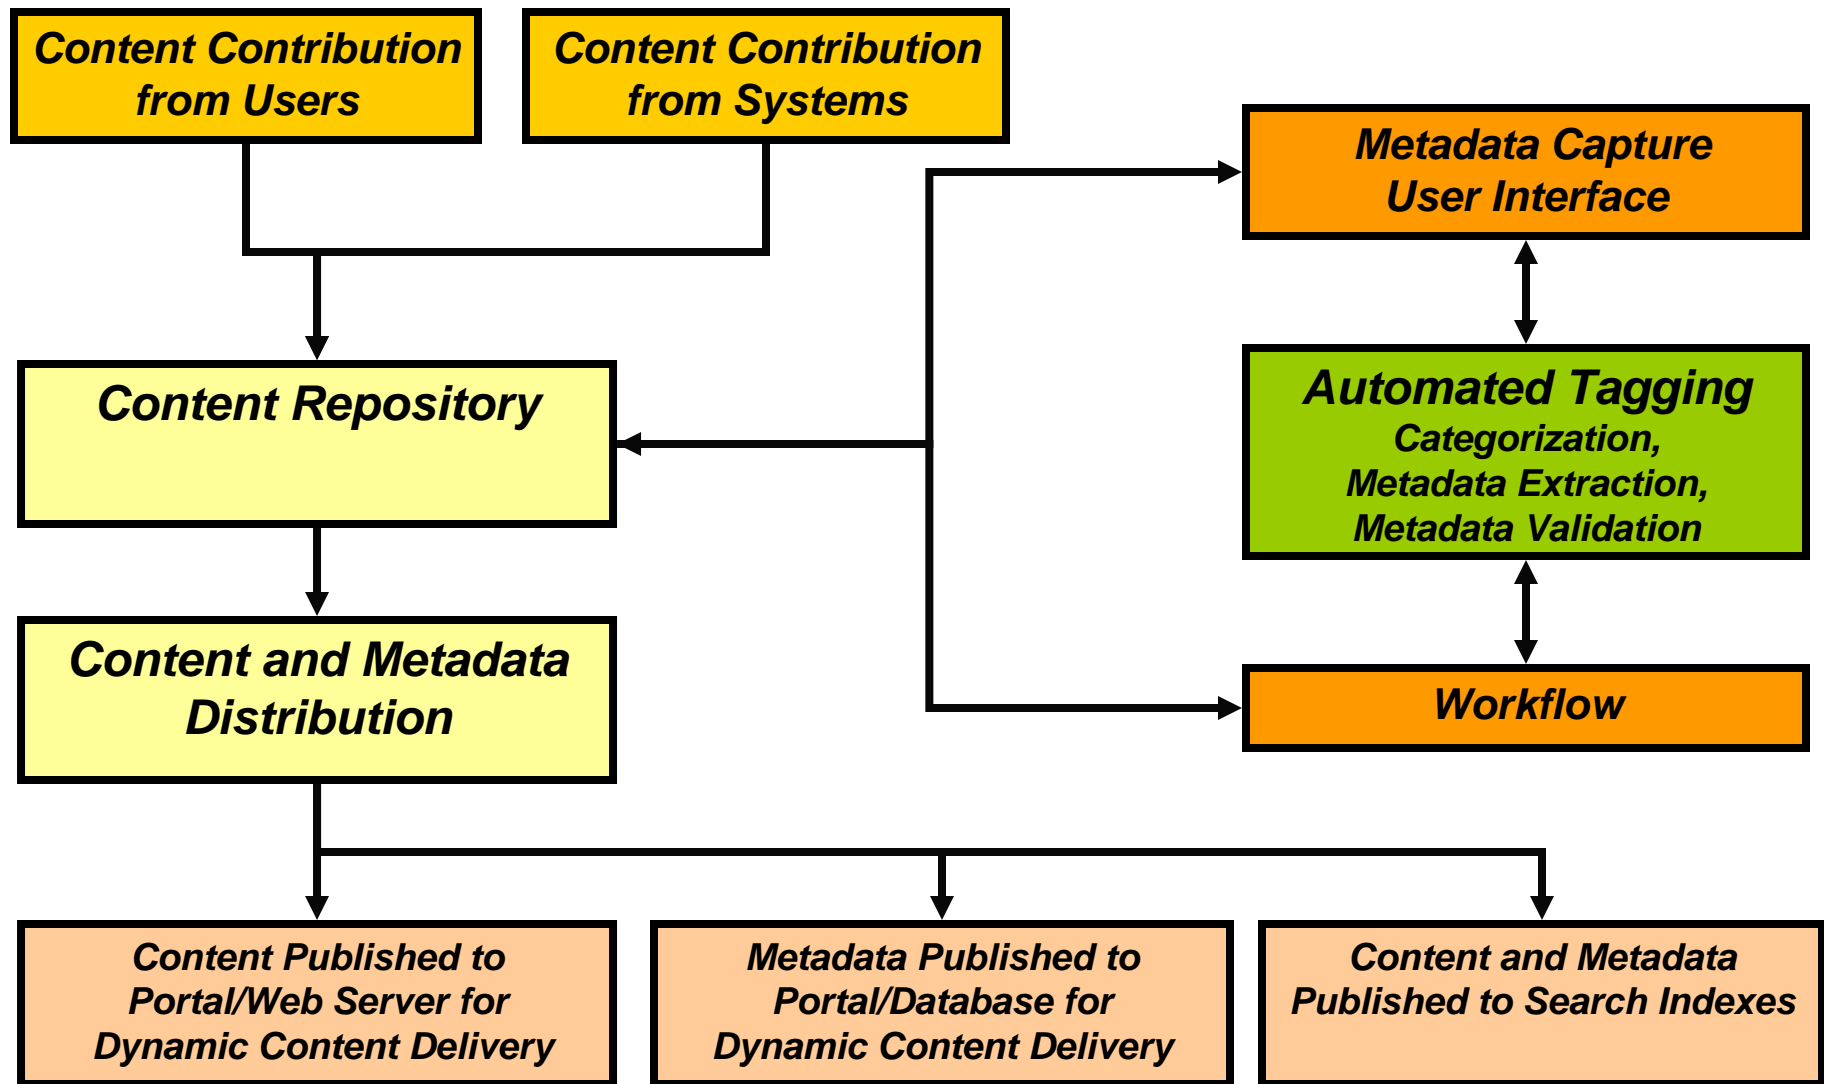 Content Contribution
from Users
Content Contribution
from Systems
Metadata Capture
User Interface
Content Repository
Automated Tagging
Categorization,
Metadata Extraction,
Metadata Validation
Content and Metadata
Distribution
Workflow
Content Published to
Portal/Web Server for
Dynamic Content Delivery
Metadata Published to
Portal/Database for
Dynamic Content Delivery
Content and Metadata
Published to Search Indexes